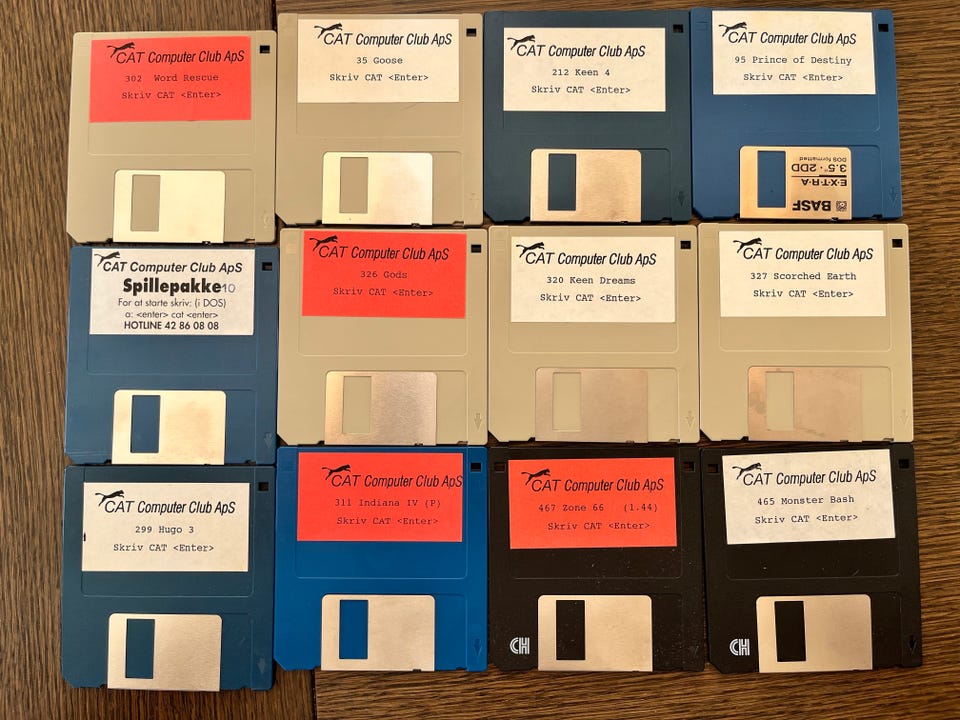 CAT Computer Club ApS
302 Word Rescue
Skriv CAT <Enter>
CAT Computer Club ApS
35 Goose
Skriv CAT <Enter>
CAT Computer Club ApS
212 Keen 4
Skriv CAT <Enter>
CAT Computer Club ApS
95 Prince of Destiny
Skriv CAT <Enter>
BASF
E·X·T·R·A
3.5"·2DD
DOS formatted
CAT Computer Club ApS
Spillepakke 10
For at starte skriv: (i DOS)
a: <enter> cat <enter>
HOTLINE 42 86 08 08
CAT Computer Club ApS
326 Gods
Skriv CAT <Enter>
CAT Computer Club ApS
320 Keen Dreams
Skriv CAT <Enter>
CAT Computer Club ApS
327 Scorched Earth
Skriv CAT <Enter>
CAT Computer Club ApS
299 Hugo 3
Skriv CAT <Enter>
CAT Computer Club ApS
311 Indiana IV (P)
Skriv CAT <Enter>
CAT Computer Club ApS
467 Zone 66 (1.44)
Skriv CAT <Enter>
CH
CAT Computer Club ApS
465 Monster Bash
Skriv CAT <Enter>
CH